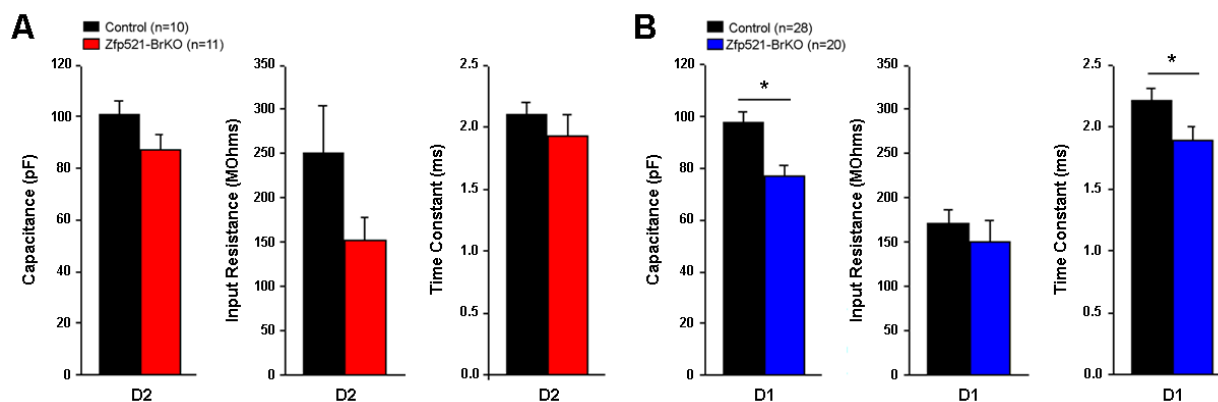 A
Control (n=10)
Zfp521-BrKO (n=11)
Capacitance (pF)
120
100
80
60
40
20
0
D2
Input Resistance (MOhms)
350
300
250
200
150
100
50
0
D2
Time Constant (ms)
2.5
2.0
1.5
1.0
0.5
0.0
D2
B
Control (n=28)
Zfp521-BrKO (n=20)
Capacitance (pF)
120
100
80
60
40
20
0
*
D1
Input Resistance (MOhms)
350
300
250
200
150
100
50
0
D1
Time Constant (ms)
2.5
2.0
1.5
1.0
0.5
0.0
*
D1